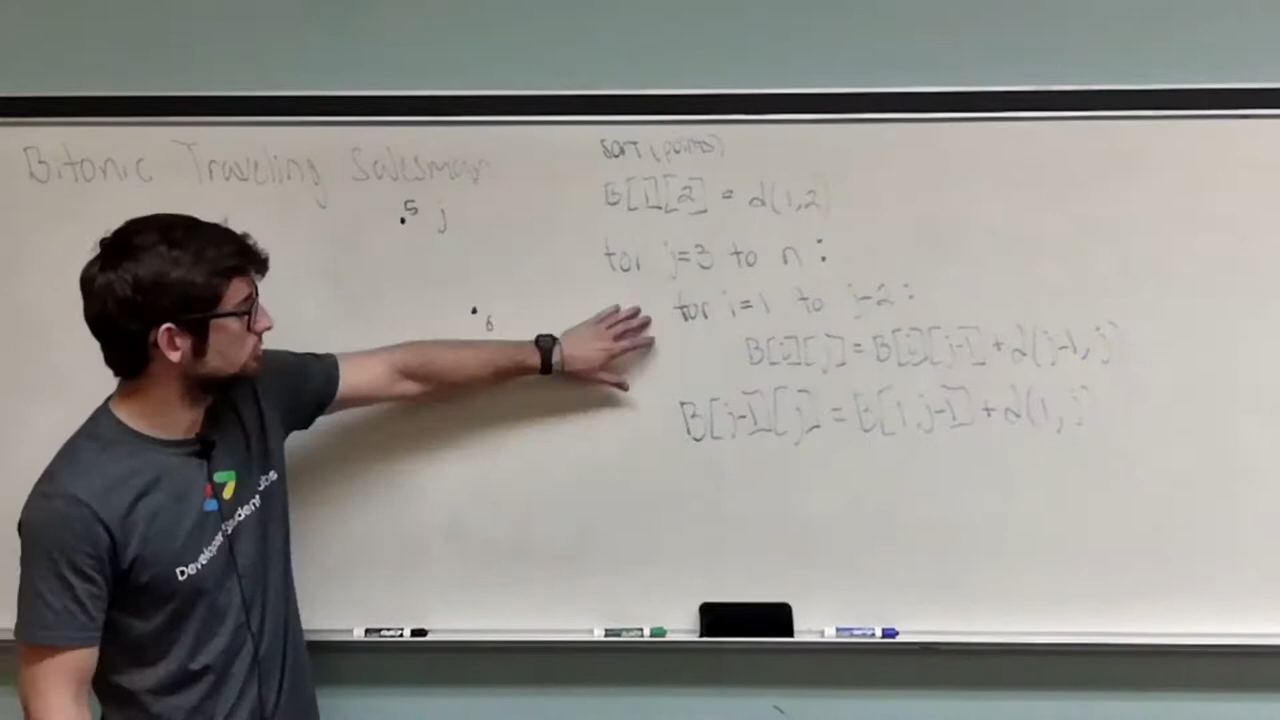 Bitonic Traveling Salesman
.5 j
.6
sort(points)
B[1][2] = d(1,2)
for j=3 to n:
for i=1 to j-2:
B[i][j] = B[i][j-1] + d(j-1, j)
B[j-1][j] = B[1,j-1] + d(1,j)
Developer Student Clubs